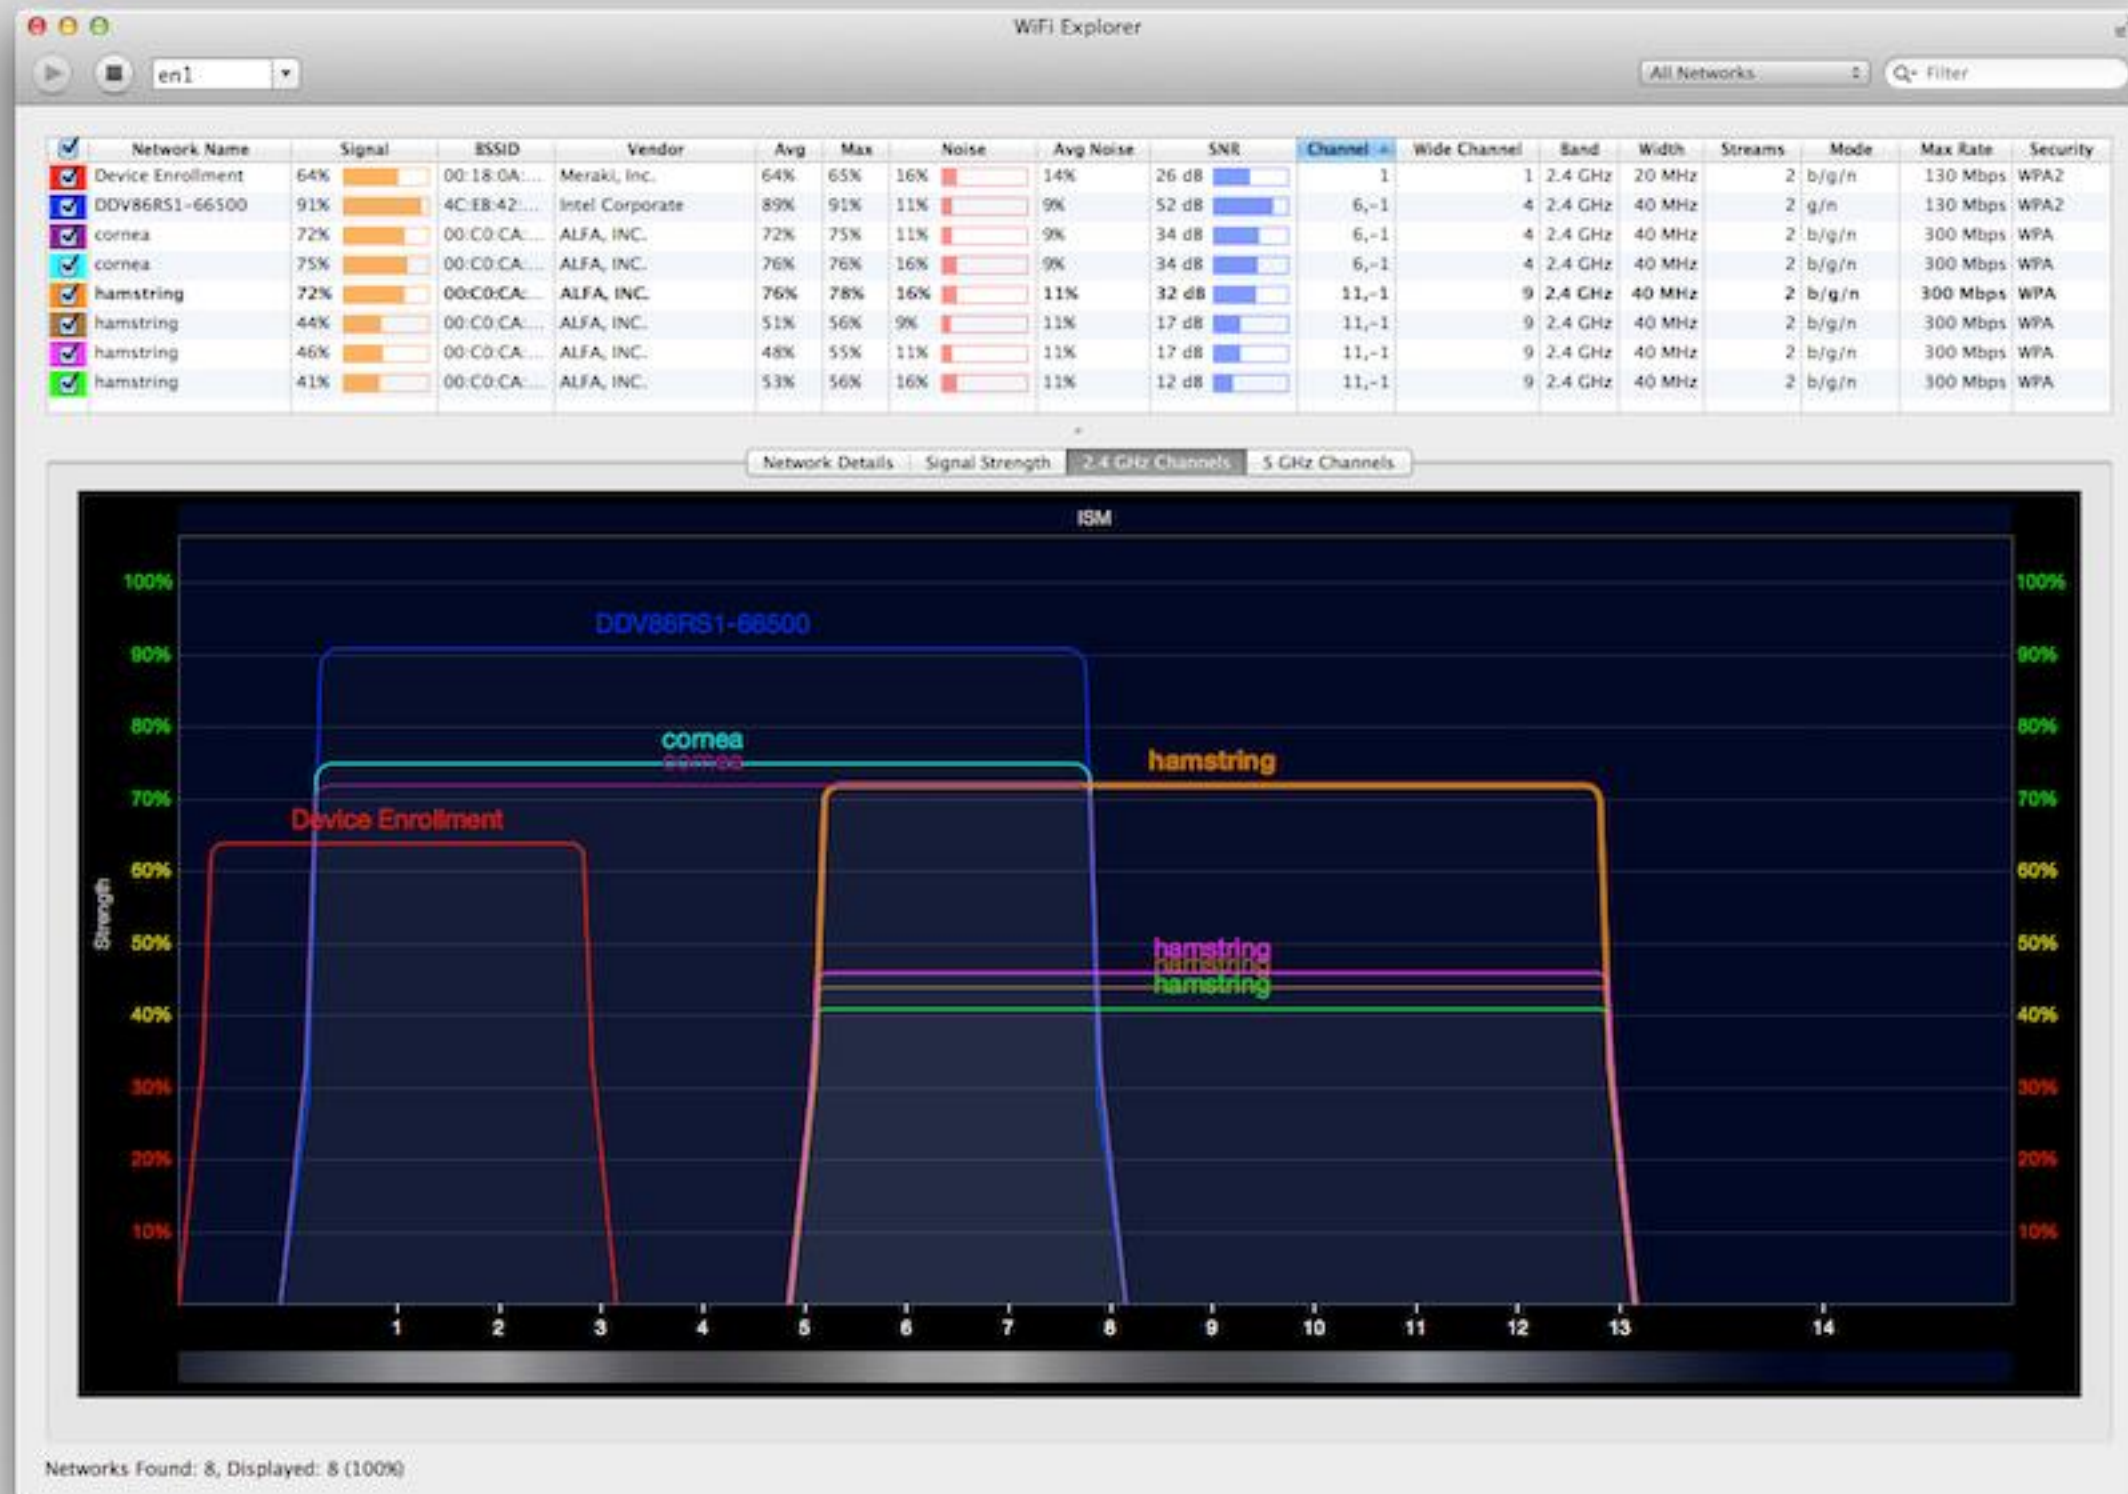 WiFi Explorer
en1 All Networks Filter
Network Name Signal BSSID Vendor Avg Max Noise Avg Noise SNR Channel Wide Channel Band Width Streams Mode Max Rate Security
Device Enrollment 64% 00:18:0A:... Meraki, Inc. 64% 65% 16% 14% 26 dB 1 1 2.4 GHz 20 MHz 2 b/g/n 130 Mbps WPA2
DDV86RS1-66500 91% 4C:EB:42:... Intel Corporate 89% 91% 11% 9% 52 dB 6,-1 4 2.4 GHz 40 MHz 2 g/n 130 Mbps WPA2
cornea 72% 00:C0:CA:... ALFA, INC. 72% 75% 11% 9% 34 dB 6,-1 4 2.4 GHz 40 MHz 2 b/g/n 300 Mbps WPA
cornea 75% 00:C0:CA:... ALFA, INC. 76% 76% 16% 9% 34 dB 6,-1 4 2.4 GHz 40 MHz 2 b/g/n 300 Mbps WPA
hamstring 72% 00:C0:CA:... ALFA, INC. 76% 78% 16% 11% 32 dB 11,-1 9 2.4 GHz 40 MHz 2 b/g/n 300 Mbps WPA
hamstring 44% 00:C0:CA:... ALFA, INC. 51% 56% 9% 11% 17 dB 11,-1 9 2.4 GHz 40 MHz 2 b/g/n 300 Mbps WPA
hamstring 46% 00:C0:CA:... ALFA, INC. 48% 55% 11% 11% 17 dB 11,-1 9 2.4 GHz 40 MHz 2 b/g/n 300 Mbps WPA
hamstring 41% 00:C0:CA:... ALFA, INC. 53% 56% 16% 11% 12 dB 11,-1 9 2.4 GHz 40 MHz 2 b/g/n 300 Mbps WPA
Network Details Signal Strength 2.4 GHz Channels 5 GHz Channels
ISM
100% 100%
DDV86RS1-66500
90% 90%
80% 80%
cornea
cornea hamstring
70% 70%
Device Enrollment
60% 60%
Strength
50% 50%
hamstring
hamstring
hamstring
40% 40%
30% 30%
20% 20%
10% 10%
1 2 3 4 5 6 7 8 9 10 11 12 13 14
Networks Found: 8, Displayed: 8 (100%)